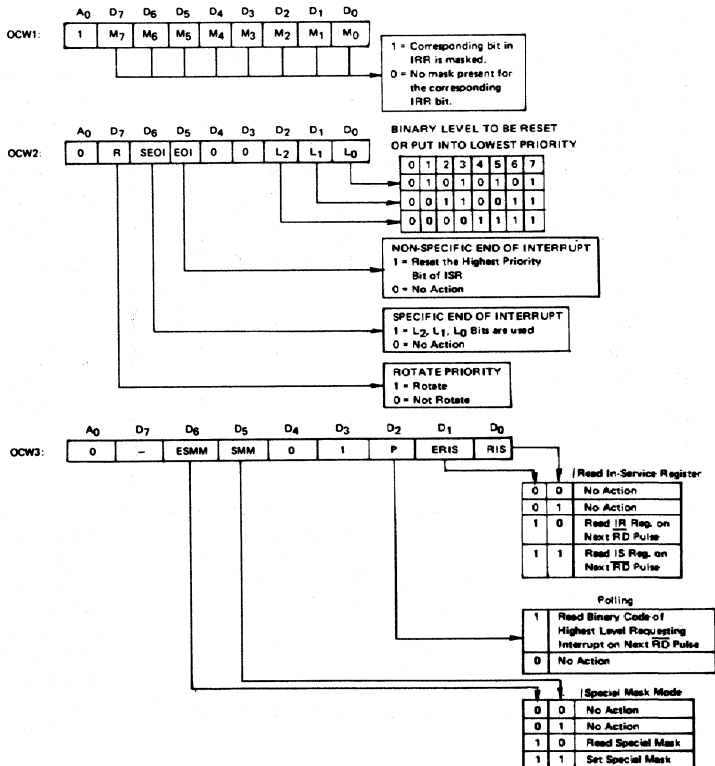 A0 D7 D6 D5 D4 D3 D2 D1 D0
OCW1: 1 M7 M6 M5 M4 M3 M2 M1 M0
1 = Corresponding bit in
IRR is masked.
0 = No mask present for
the corresponding
IRR bit.
A0 D7 D6 D5 D4 D3 D2 D1 D0
OCW2: 0 R SEOI EOI 0 0 L2 L1 L0
BINARY LEVEL TO BE RESET
OR PUT INTO LOWEST PRIORITY
0 1 2 3 4 5 6 7
0 1 0 1 0 1 0 1
0 0 1 1 0 0 1 1
0 0 0 0 1 1 1 1
NON-SPECIFIC END OF INTERRUPT
1 = Reset the Highest Priority
Bit of ISR
0 = No Action
SPECIFIC END OF INTERRUPT
1 = L2, L1, L0 Bits are used
0 = No Action
ROTATE PRIORITY
1 = Rotate
0 = Not Rotate
A0 D7 D6 D5 D4 D3 D2 D1 D0
OCW3: 0 – ESMM SMM 0 1 P ERIS RIS
Read In-Service Register
0 0 No Action
0 1 No Action
1 0 Read IR Reg. on
Next RD Pulse
1 1 Read IS Reg. on
Next RD Pulse
Polling
1 Read Binary Code of
Highest Level Requesting
Interrupt on Next RD Pulse
0 No Action
Special Mask Mode
0 0 No Action
0 1 No Action
1 0 Read Special Mask
1 1 Set Special Mask